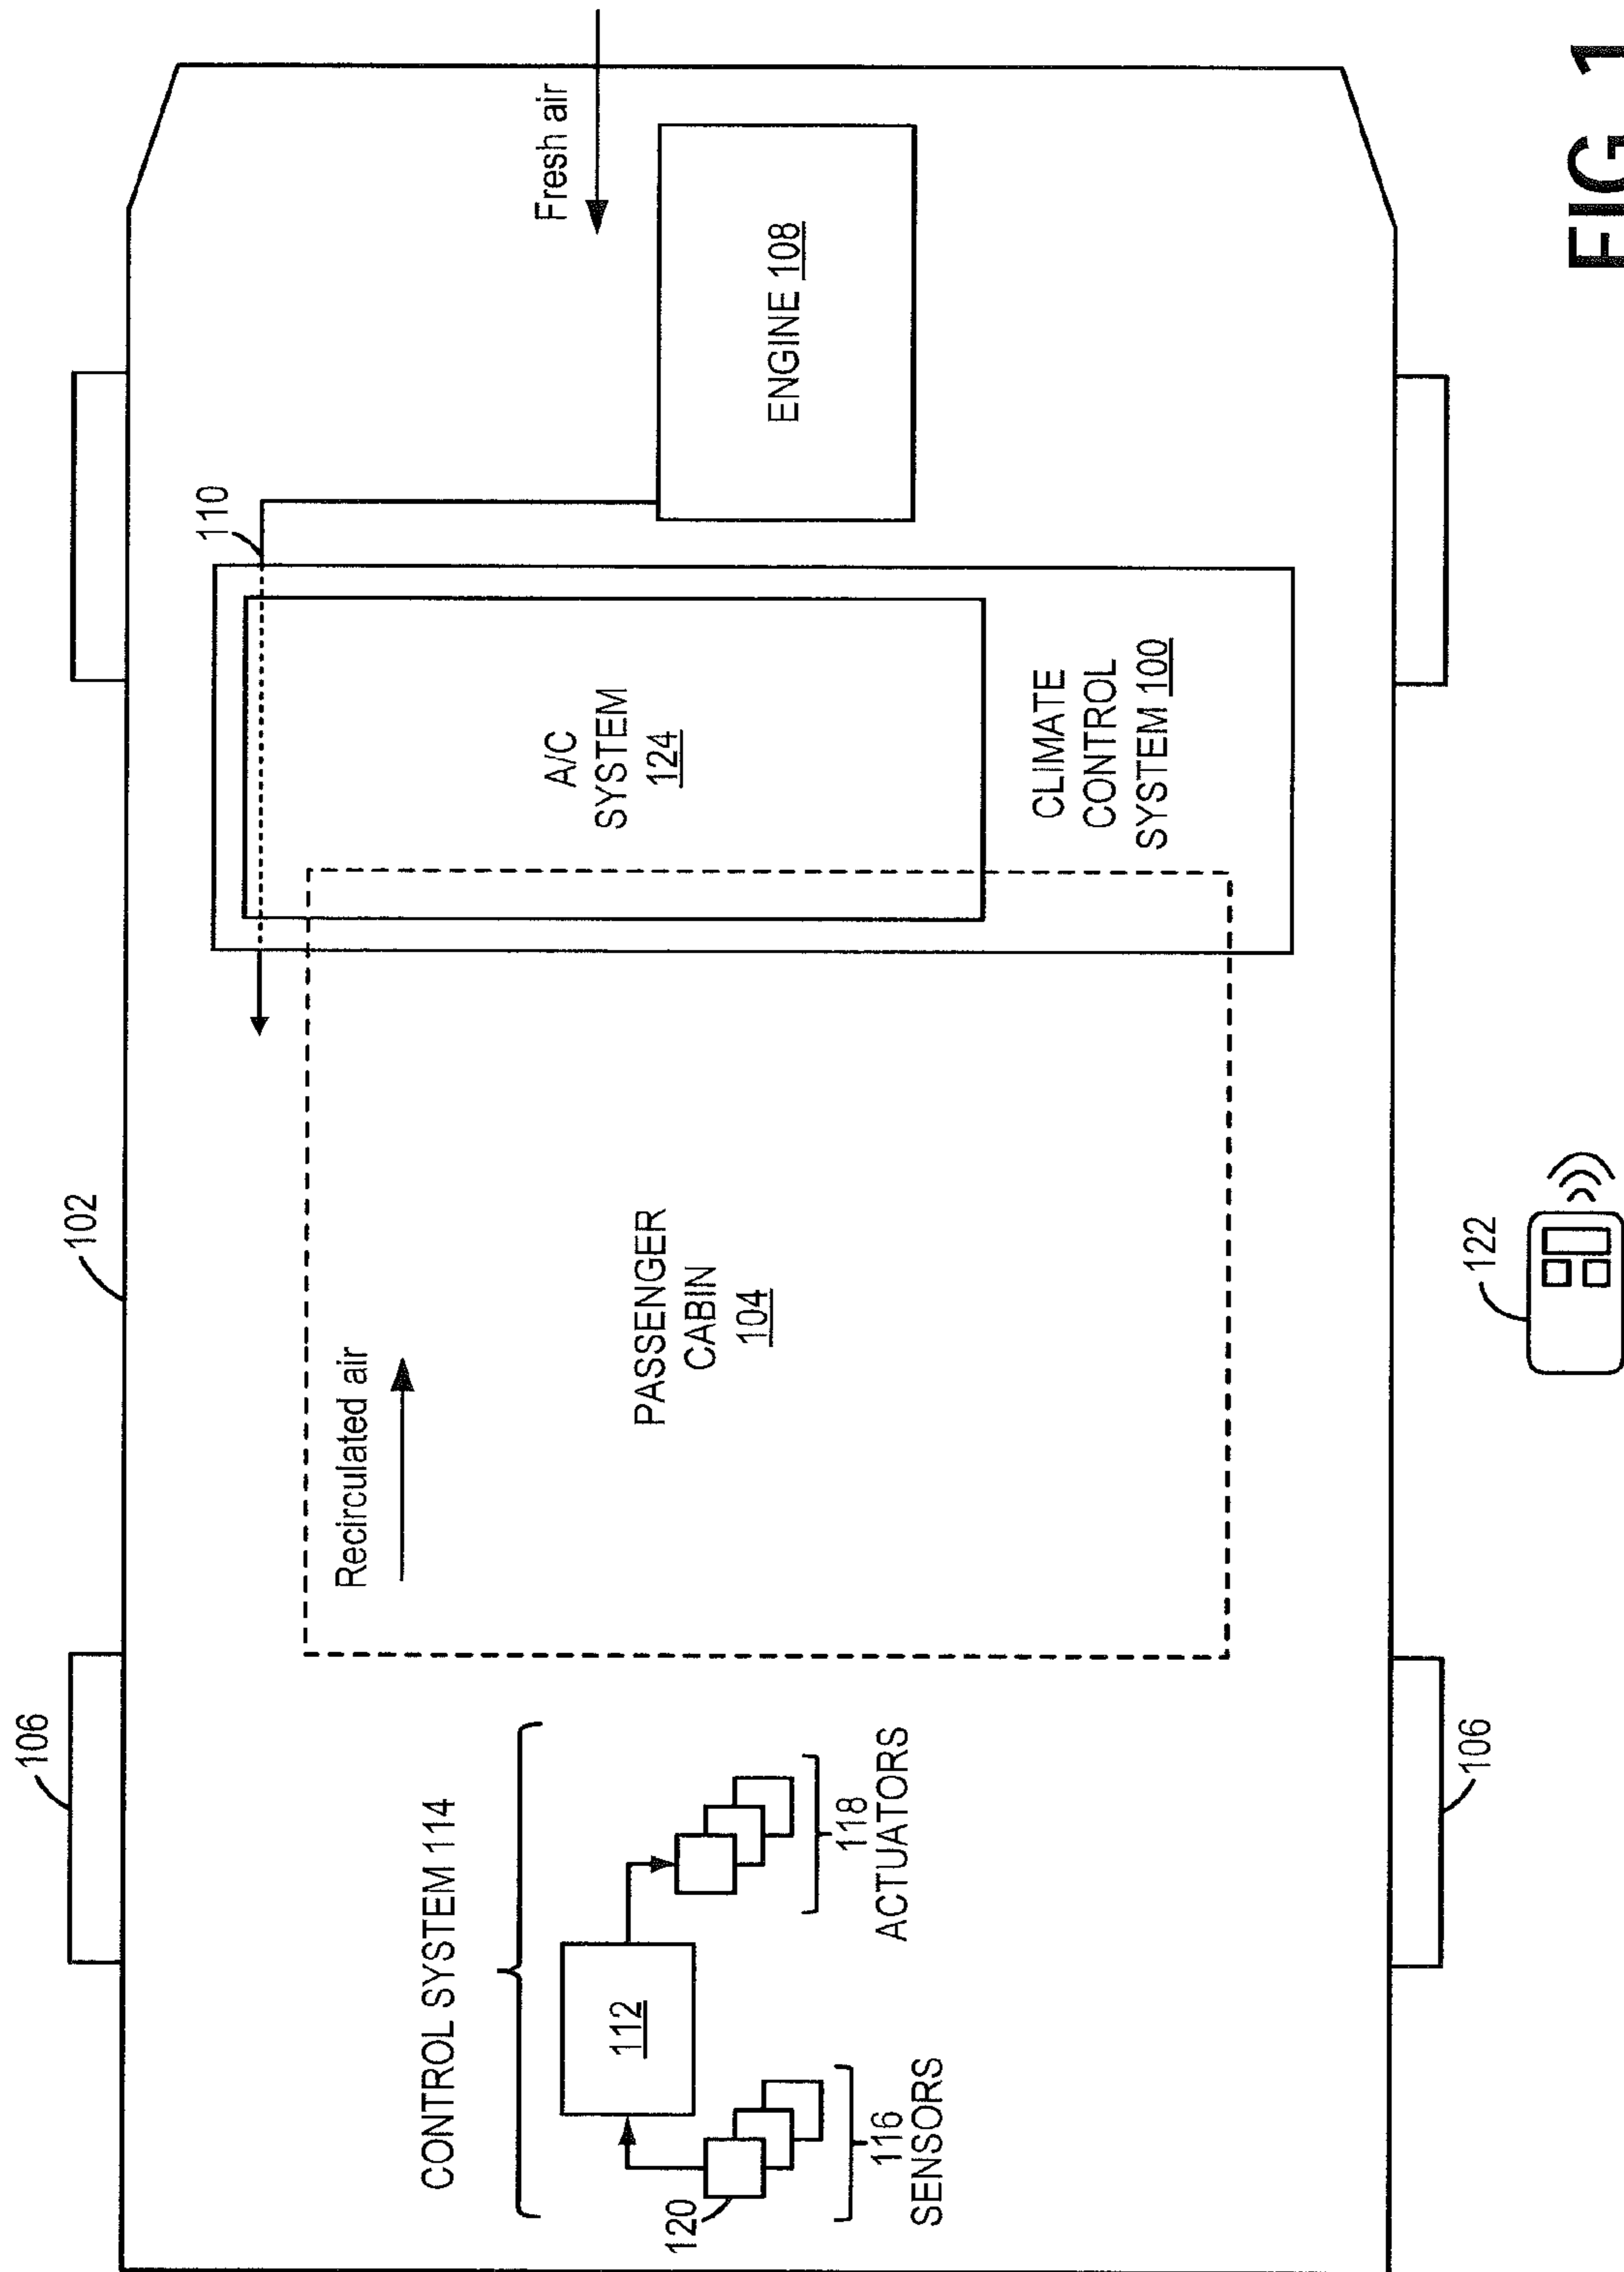 102
106
CONTROL SYSTEM 114
112
120
116
SENSORS
118
ACTUATORS
Recirculated air
PASSENGER
CABIN
104
110
A/C
SYSTEM
124
CLIMATE
CONTROL
SYSTEM 100
Fresh air
ENGINE 108
106
122
FIG. 1